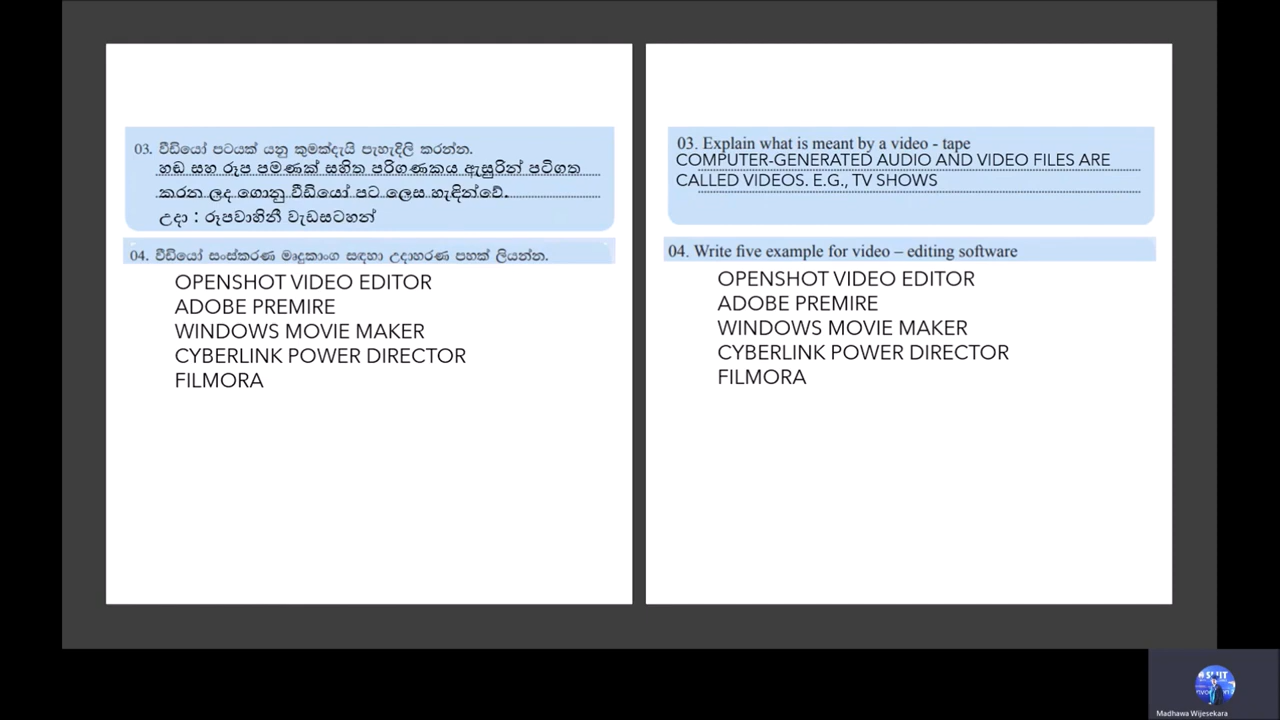 03. වීඩියෝ පටයක් යනු කුමක්දැයි පැහැදිලි කරන්න.
හඬ සහ රූප පමණක් සහිත පරිගණකය ඇසුරින් පටිගත
කරන ලද ගොනු වීඩියෝ පට ලෙස හැඳින්වේ.
උදා : රූපවාහිනී වැඩසටහන්
04. වීඩියෝ සංස්කරණ මෘදුකාංග සඳහා උදාහරණ පහක් ලියන්න.
OPENSHOT VIDEO EDITOR
ADOBE PREMIRE
WINDOWS MOVIE MAKER
CYBERLINK POWER DIRECTOR
FILMORA
03. Explain what is meant by a video - tape
COMPUTER-GENERATED AUDIO AND VIDEO FILES ARE
CALLED VIDEOS. E.G., TV SHOWS
04. Write five example for video – editing software
OPENSHOT VIDEO EDITOR
ADOBE PREMIRE
WINDOWS MOVIE MAKER
CYBERLINK POWER DIRECTOR
FILMORA
Madhawa Wijesekara